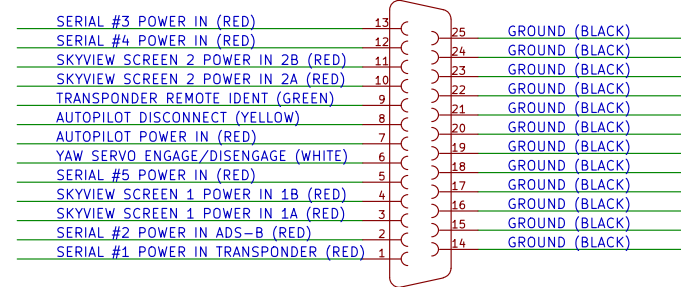 SERIAL #3 POWER IN (RED) 13
SERIAL #4 POWER IN (RED) 12
SKYVIEW SCREEN 2 POWER IN 2B (RED) 11
SKYVIEW SCREEN 2 POWER IN 2A (RED) 10
TRANSPONDER REMOTE IDENT (GREEN) 9
AUTOPILOT DISCONNECT (YELLOW) 8
AUTOPILOT POWER IN (RED) 7
YAW SERVO ENGAGE/DISENGAGE (WHITE) 6
SERIAL #5 POWER IN (RED) 5
SKYVIEW SCREEN 1 POWER IN 1B (RED) 4
SKYVIEW SCREEN 1 POWER IN 1A (RED) 3
SERIAL #2 POWER IN ADS-B (RED) 2
SERIAL #1 POWER IN TRANSPONDER (RED) 1
25 GROUND (BLACK)
24 GROUND (BLACK)
23 GROUND (BLACK)
22 GROUND (BLACK)
21 GROUND (BLACK)
20 GROUND (BLACK)
19 GROUND (BLACK)
18 GROUND (BLACK)
17 GROUND (BLACK)
16 GROUND (BLACK)
15 GROUND (BLACK)
14 GROUND (BLACK)